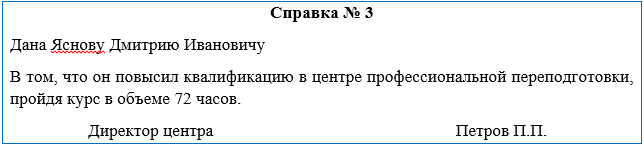 Справка № 3
Дана Яснову Дмитрию Ивановичу
В том, что он повысил квалификацию в центре профессиональной переподготовки,
пройдя курс в объеме 72 часов.
Директор центра Петров П.П.